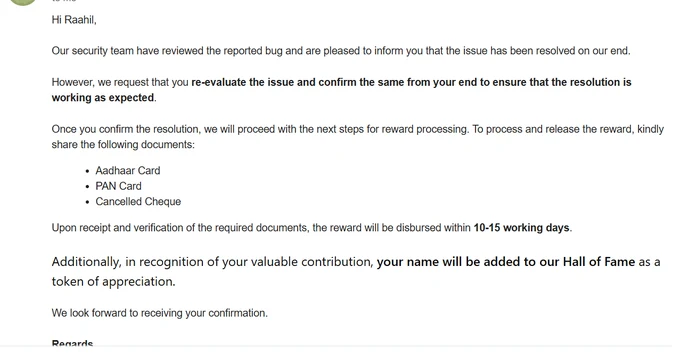 Hi Raahil,
Our security team have reviewed the reported bug and are pleased to inform you that the issue has been resolved on our end.
However, we request that you re-evaluate the issue and confirm the same from your end to ensure that the resolution is
working as expected.
Once you confirm the resolution, we will proceed with the next steps for reward processing. To process and release the reward, kindly
share the following documents:
• Aadhaar Card
• PAN Card
• Cancelled Cheque
Upon receipt and verification of the required documents, the reward will be disbursed within 10-15 working days.
Additionally, in recognition of your valuable contribution, your name will be added to our Hall of Fame as a
token of appreciation.
We look forward to receiving your confirmation.
Regards